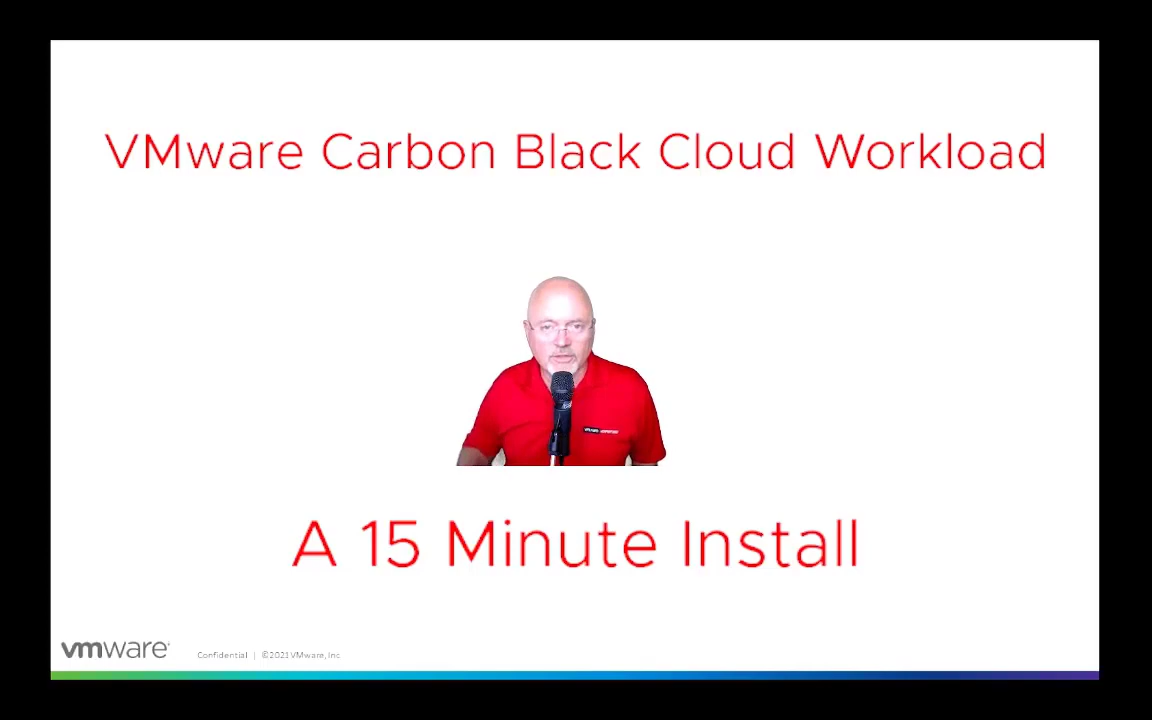 VMware Carbon Black Cloud Workload
A 15 Minute Install
vmware
Confidential | ©2021 VMware, Inc